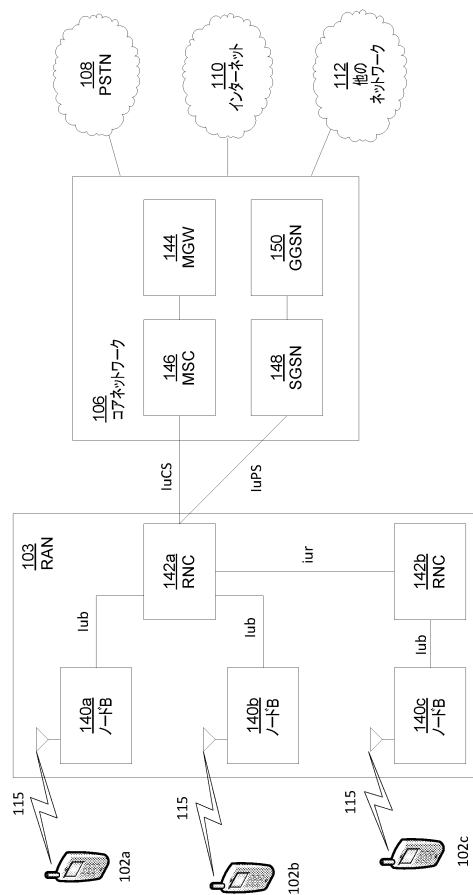 108
PSTN
110
インターネット
112
他の
ネットワーク
106
コアネットワーク
144
MGW
146
MSC
150
GGSN
148
SGSN
IuCS
IuPS
103
RAN
142a
RNC
142b
RNC
Iub
Iub
iur
Iub
140a
ノードB
140b
ノードB
140c
ノードB
115
115
115
102a
102b
102c